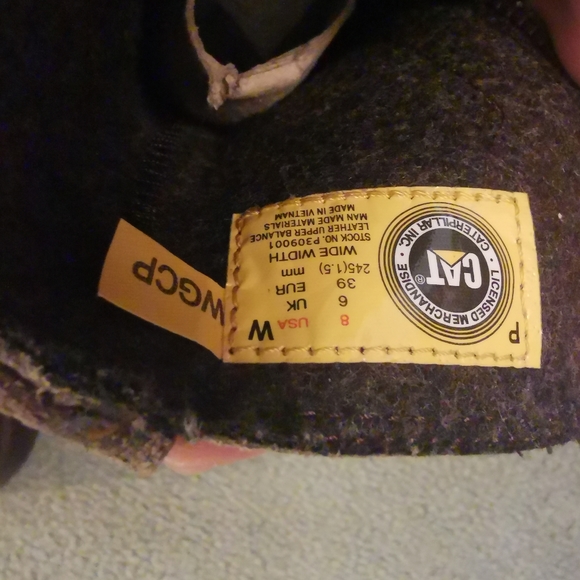 P
LICENSED MERCHANDISE
CATERPILLAR INC.
CAT®
W
8 USA
6 UK
39 EUR
245(1.5) mm
WIDE WIDTH
STOCK NO. P309001
LEATHER UPPER BALANCE
MAN MADE MATERIALS
MADE IN VIETNAM
WGCP